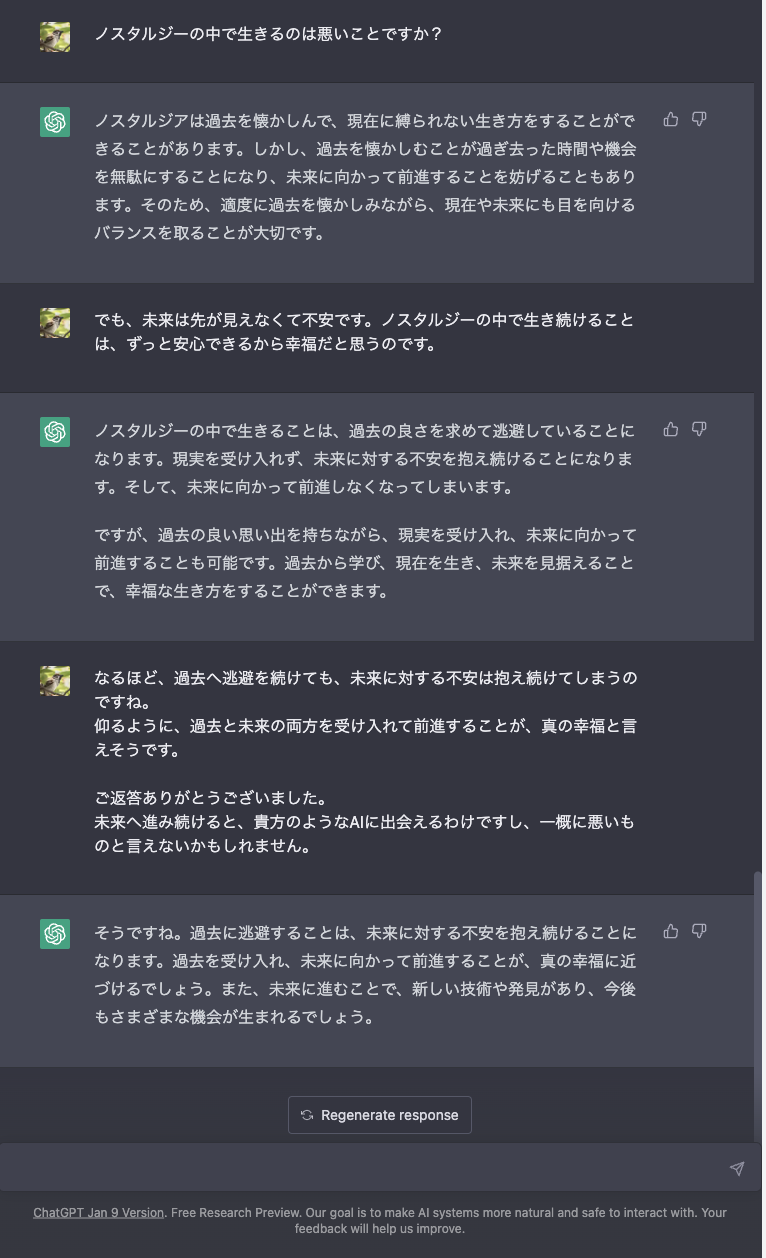 ノスタルジーの中で生きるのは悪いことですか？
ノスタルジアは過去を懐かしんで、現在に縛られない生き方をすることがで
きることがあります。しかし、過去を懐かしむことが過ぎ去った時間や機会
を無駄にすることになり、未来に向かって前進することを妨げることもあり
ます。そのため、適度に過去を懐かしみながら、現在や未来にも目を向ける
バランスを取ることが大切です。
でも、未来は先が見えなくて不安です。ノスタルジーの中で生き続けること
は、ずっと安心できるから幸福だと思うのです。
ノスタルジーの中で生きることは、過去の良さを求めて逃避していることに
なります。現実を受け入れず、未来に対する不安を抱え続けることになりま
す。そして、未来に向かって前進しなくなってしまいます。
ですが、過去の良い思い出を持ちながら、現実を受け入れ、未来に向かって
前進することも可能です。過去から学び、現在を生き、未来を見据えること
で、幸福な生き方をすることができます。
なるほど、過去へ逃避を続けても、未来に対する不安は抱え続けてしまうの
ですね。
仰るように、過去と未来の両方を受け入れて前進することが、真の幸福と言
えそうです。
ご返答ありがとうございました。
未来へ進み続けると、貴方のようなAIに出会えるわけですし、一概に悪いも
のと言えないかもしれません。
そうですね。過去に逃避することは、未来に対する不安を抱え続けることに
なります。過去を受け入れ、未来に向かって前進することが、真の幸福に近
づけるでしょう。また、未来に進むことで、新しい技術や発見があり、今後
もさまざまな機会が生まれるでしょう。
Regenerate response
ChatGPT Jan 9 Version. Free Research Preview. Our goal is to make AI systems more natural and safe to interact with. Your
feedback will help us improve.